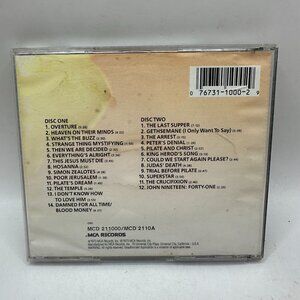 0 76731-1000-2 9
DISC ONE
1. OVERTURE
2. HEAVEN ON THEIR MINDS
3. WHAT'S THE BUZZ
4. STRANGE THING MYSTIFYING
5. THEN WE ARE DECIDED
6. EVERYTHING'S ALRIGHT
7. THIS JESUS MUST DIE
8. HOSANNA
9. SIMON ZEALOTES
10. POOR JERUSALEM
11. PILATE'S DREAM
12. THE TEMPLE
13. I DON'T KNOW HOW
TO LOVE HIM
14. DAMNED FOR ALL TIME/
BLOOD MONEY
DISC TWO
1. THE LAST SUPPER
2. GETHSEMANE (I Only Want To Say)
3. THE ARREST
4. PETER'S DENIAL
5. PILATE AND CHRIST
6. KING HEROD'S SONG
7. COULD WE START AGAIN PLEASE?
8. JUDAS' DEATH
9. TRIAL BEFORE PILATE
10. SUPERSTAR
11. THE CRUCIFIXION
12. JOHN NINETEEN: FORTY-ONE
MCD 211000/MCD 2110A
MCA RECORDS